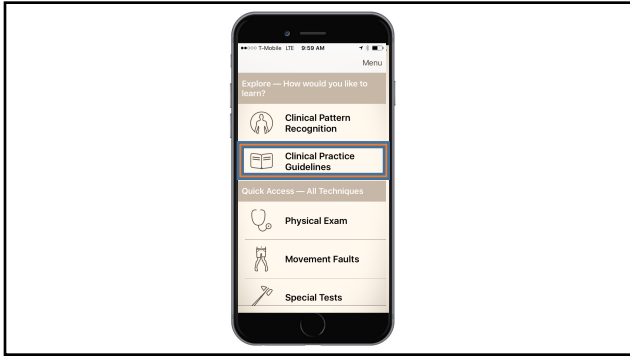 T-Mobile LTE 9:59 AM
Menu
Explore — How would you like to
learn?
Clinical Pattern
Recognition
Clinical Practice
Guidelines
Quick Access — All Techniques
Physical Exam
Movement Faults
Special Tests